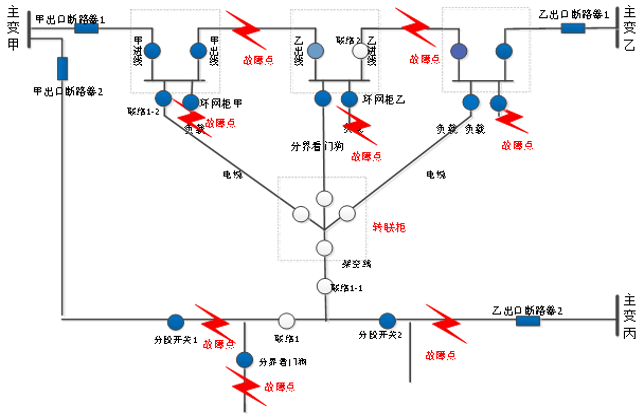 主变甲
甲出口断路器1
甲进线
甲出线
故障点
乙进线
联络2
乙出线
故障点
乙出口断路器1
主变乙
甲出口断路器2
联络1-2
环网柜甲
故障点
负载
环网柜乙
负载
故障点
负载
负载
故障点
分界看门狗
电缆
电缆
转联柜
架空线
联络1-1
乙出口断路器2
主变丙
分段开关1
故障点
联络1
分段开关2
故障点
分界看门狗
故障点